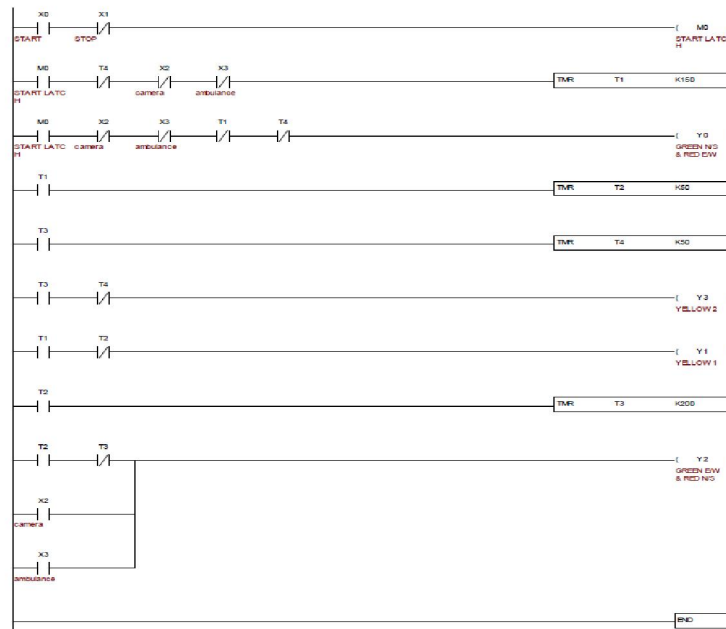 X0 X1
( M0
START STOP
START LATC
H
M0 T4 X2 X3
TMR T1 K150
START LATC camera ambulance
H
M0 X2 X3 T1 T4
( Y0
START LATC camera ambulance
H
GREEN N/S
& RED E/W
T1
TMR T2 K50
T3
TMR T4 K50
T3 T4
( Y3
YELLOW 2
T1 T2
( Y1
YELLOW 1
T2
TMR T3 K200
T2 T3
( Y2
GREEN E/W
& RED N/S
X2
camera
X3
ambulance
END